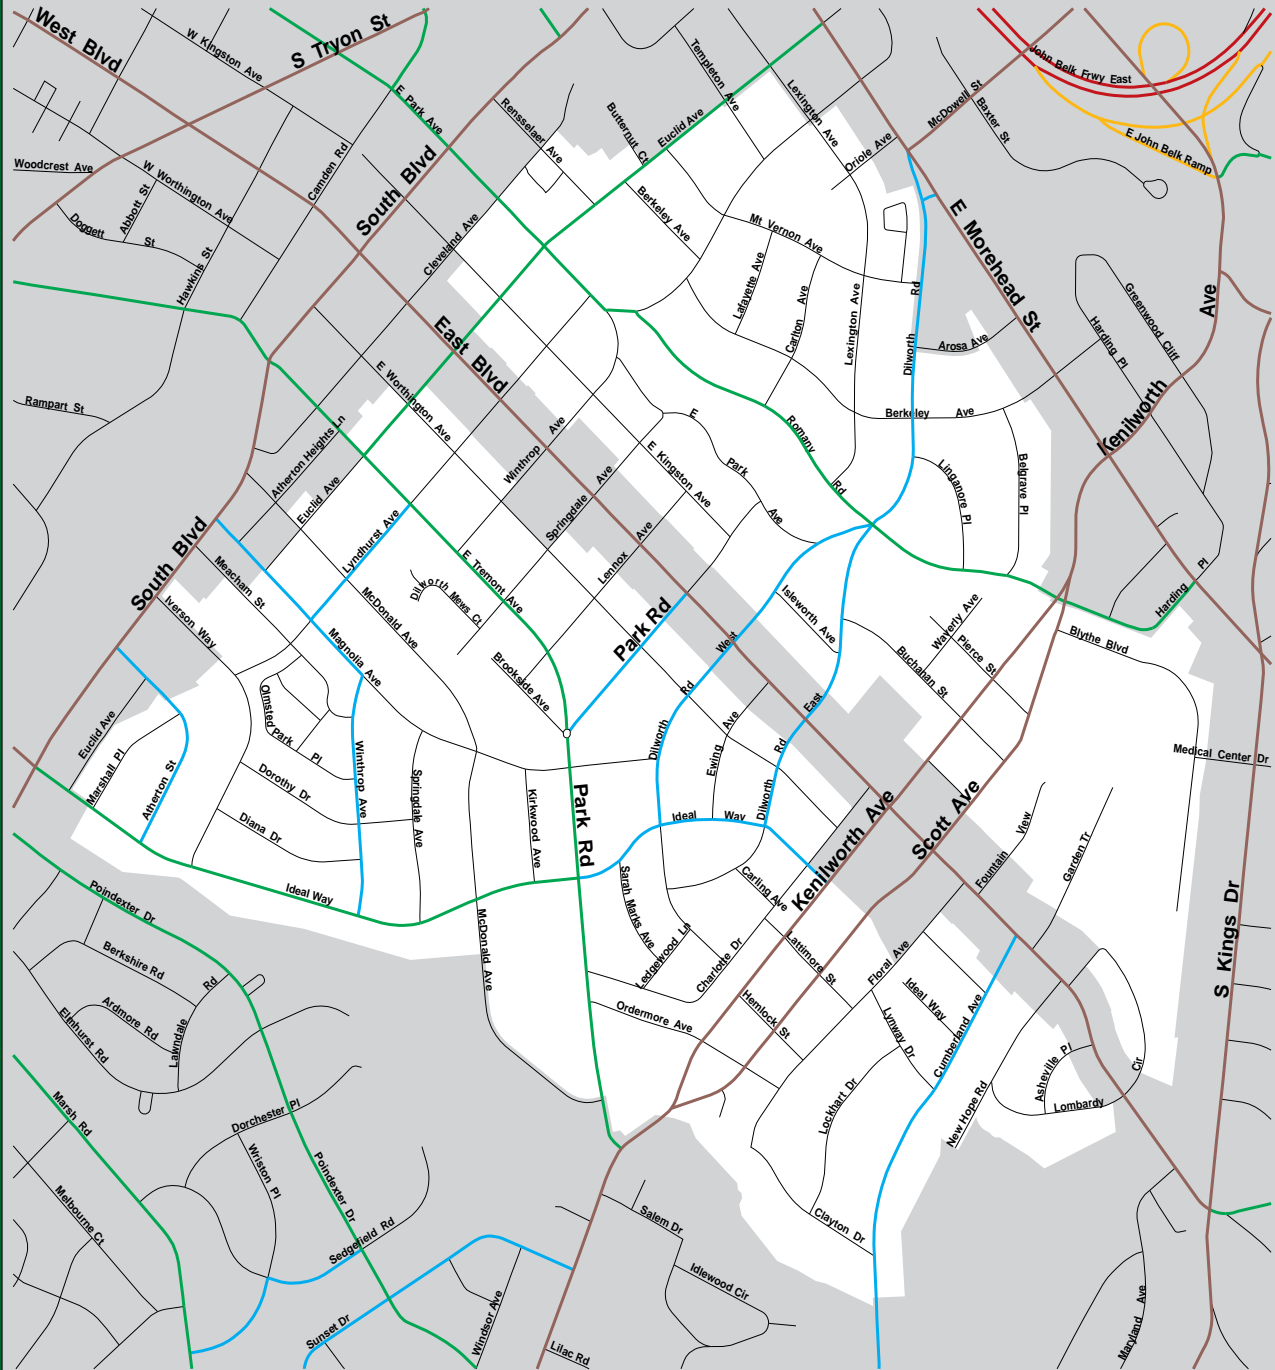 West Blvd
W Kingston Ave
S Tryon St
E Park Ave
Templeton Ave
Lexington Ave
John Belk Frwy East
McDowell St
Baxter St
E John Belk Ramp
Rensselaer Ave
Butternut Ct
Euclid Ave
Oriole Ave
Woodcrest Ave
W Worthington Ave
Camden Rd
South Blvd
Abbott St
Doggett St
Hawkins St
Cleveland Ave
Berkeley Ave
Mt Vernon Ave
E Morehead St
Lafayette Ave
Carlton Ave
Lexington Ave
Dilworth Rd
Arosa Ave
Greenwood Cliff
Harding Pl
Kenilworth Ave
East Blvd
E Worthington Ave
Rampart St
Atherton Heights Ln
Euclid Ave
Winthrop Ave
E Kingston Ave
E Park Ave
Romany Rd
Berkeley Ave
Linganore Pl
Belgrave Pl
Springdale Ave
Lennox Ave
Lyndhurst Ave
South Blvd
Meacham St
Iverson Way
McDonald Ave
Dilworth Mews Ct
E Tremont Ave
Park Rd
Isleworth Ave
Waverly Ave
Pierce St
Buchanan St
Blythe Blvd
Harding Pl
Magnolia Ave
Brookside Ave
Dilworth Rd West
Dilworth Rd East
Ewing Ave
Medical Center Dr
Euclid Ave
Marshall Pl
Atherton St
Olmsted Park Pl
Dorothy Dr
Diana Dr
Winthrop Ave
Springdale Ave
Kirkwood Ave
Park Rd
Ideal Way
Kenilworth Ave
Scott Ave
Fountain View
Garden Tr
S Kings Dr
Ideal Way
McDonald Ave
Sarah Marks Ave
Ledgewood Ln
Charlotte Dr
Carling Ave
Lattimore St
Floral Ave
Hemlock St
Ordermore Ave
Ideal Way
Lynway Dr
Cumberland Ave
Lockhart Dr
New Hope Rd
Asheville Pl
Lombardy Cir
Clayton Dr
Poindexter Dr
Berkshire Rd
Ardmore Rd
Elmhurst Rd
Lawndale Rd
Marsh Rd
Dorchester Pl
Wriston Pl
Poindexter Dr
Melbourne Ct
Sedgefield Rd
Sunset Dr
Windsor Ave
Salem Dr
Idlewood Cir
Lilac Rd
Maryland Ave